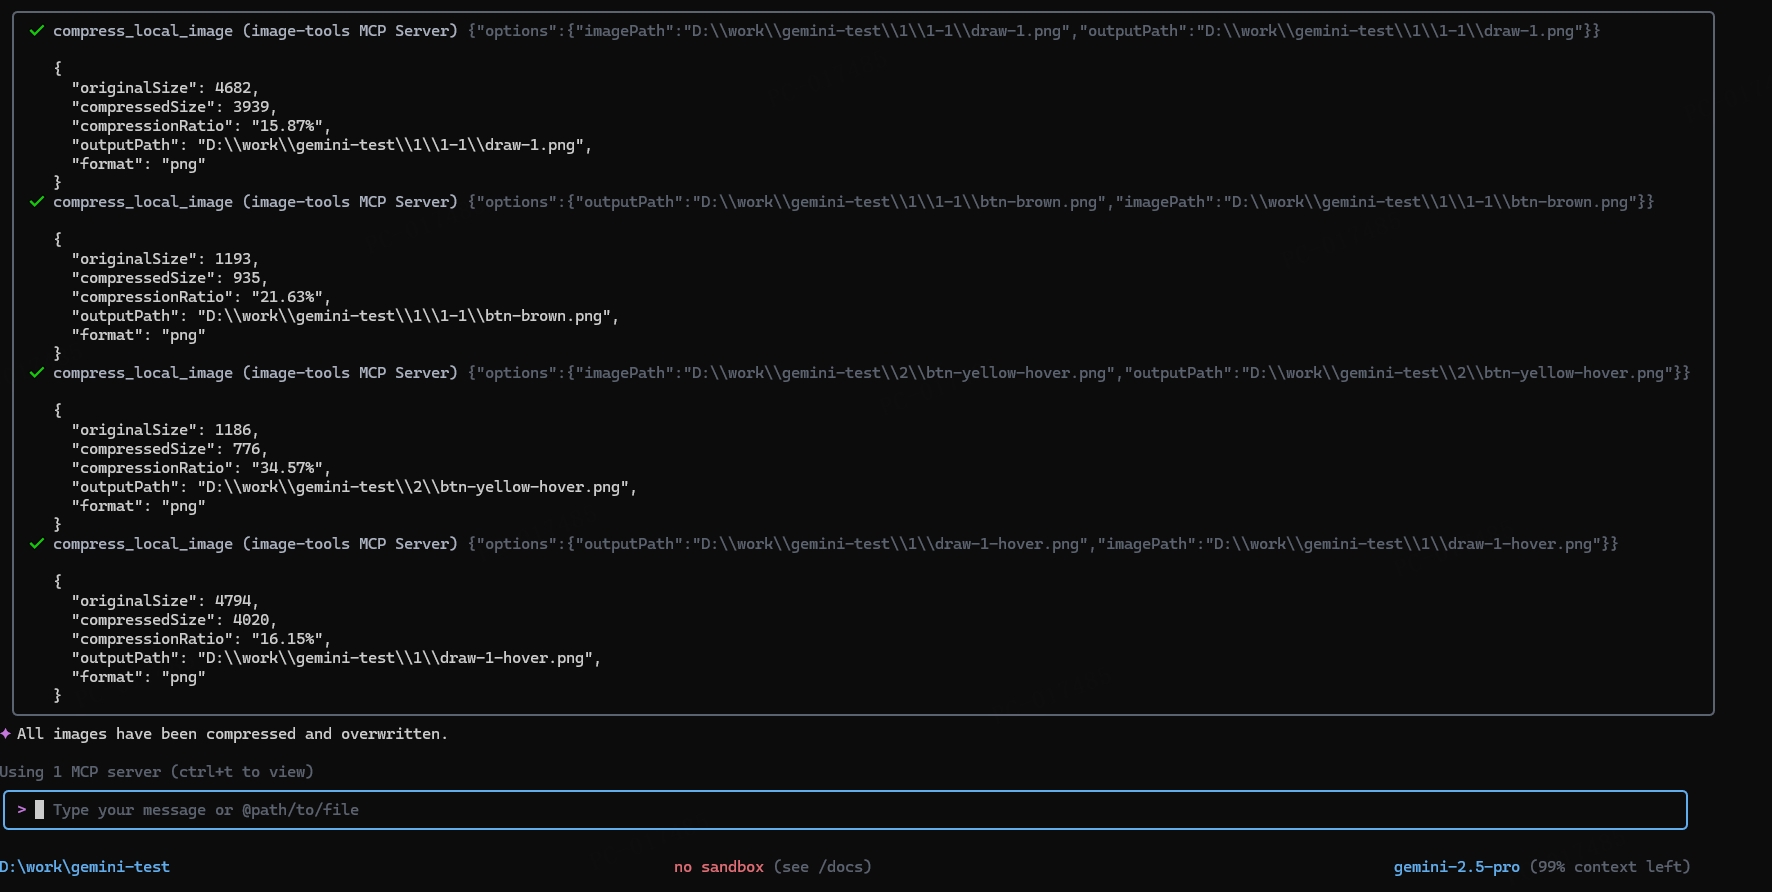 ✓ compress_local_image (image-tools MCP Server) {"options":{"imagePath":"D:\\work\\gemini-test\\1\\1-1\\draw-1.png","outputPath":"D:\\work\\gemini-test\\1\\1-1\\draw-1.png"}}
{
"originalSize": 4682,
"compressedSize": 3939,
"compressionRatio": "15.87%",
"outputPath": "D:\\work\\gemini-test\\1\\1-1\\draw-1.png",
"format": "png"
}
✓ compress_local_image (image-tools MCP Server) {"options":{"outputPath":"D:\\work\\gemini-test\\1\\1-1\\btn-brown.png","imagePath":"D:\\work\\gemini-test\\1\\1-1\\btn-brown.png"}}
{
"originalSize": 1193,
"compressedSize": 935,
"compressionRatio": "21.63%",
"outputPath": "D:\\work\\gemini-test\\1\\1-1\\btn-brown.png",
"format": "png"
}
✓ compress_local_image (image-tools MCP Server) {"options":{"imagePath":"D:\\work\\gemini-test\\2\\btn-yellow-hover.png","outputPath":"D:\\work\\gemini-test\\2\\btn-yellow-hover.png"}}
{
"originalSize": 1186,
"compressedSize": 776,
"compressionRatio": "34.57%",
"outputPath": "D:\\work\\gemini-test\\2\\btn-yellow-hover.png",
"format": "png"
}
✓ compress_local_image (image-tools MCP Server) {"options":{"outputPath":"D:\\work\\gemini-test\\1\\draw-1-hover.png","imagePath":"D:\\work\\gemini-test\\1\\draw-1-hover.png"}}
{
"originalSize": 4794,
"compressedSize": 4020,
"compressionRatio": "16.15%",
"outputPath": "D:\\work\\gemini-test\\1\\draw-1-hover.png",
"format": "png"
}
✦ All images have been compressed and overwritten.
Using 1 MCP server (ctrl+t to view)
> Type your message or @path/to/file
D:\work\gemini-test no sandbox (see /docs) gemini-2.5-pro (99% context left)